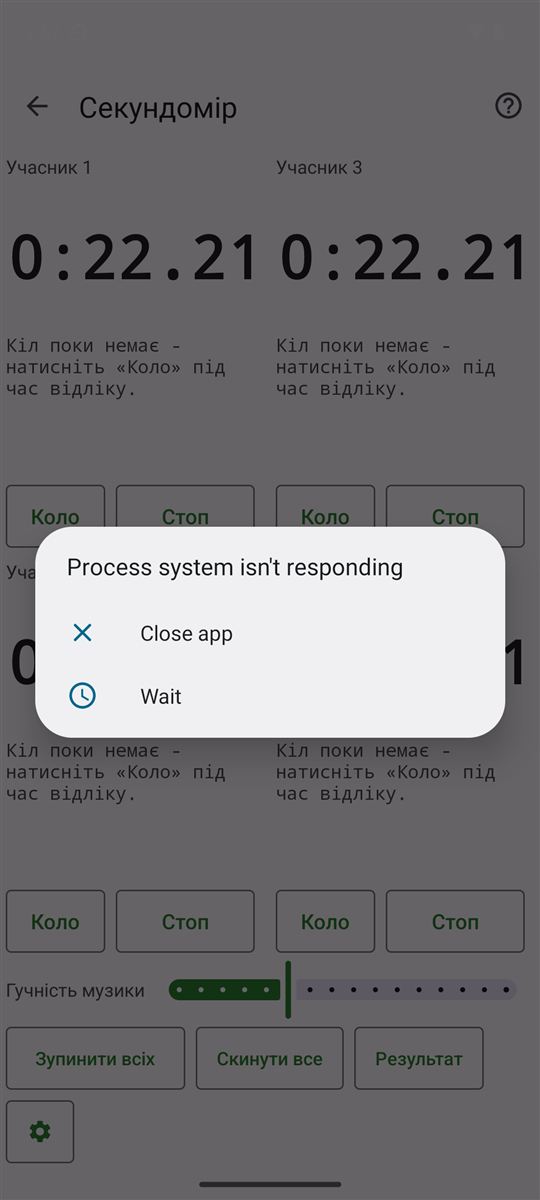 Секундомір
Учасник 1
Учасник 3
0:22.21
0:22.21
Кіл поки немає -
натисніть «Коло» під
час відліку.
Кіл поки немає -
натисніть «Коло» під
час відліку.
Коло
Стоп
Коло
Стоп
Process system isn't responding
Close app
Wait
Кіл поки немає -
натисніть «Коло» під
час відліку.
Кіл поки немає -
натисніть «Коло» під
час відліку.
Коло
Стоп
Коло
Стоп
Гучність музики
Зупинити всіх
Скинути все
Результат